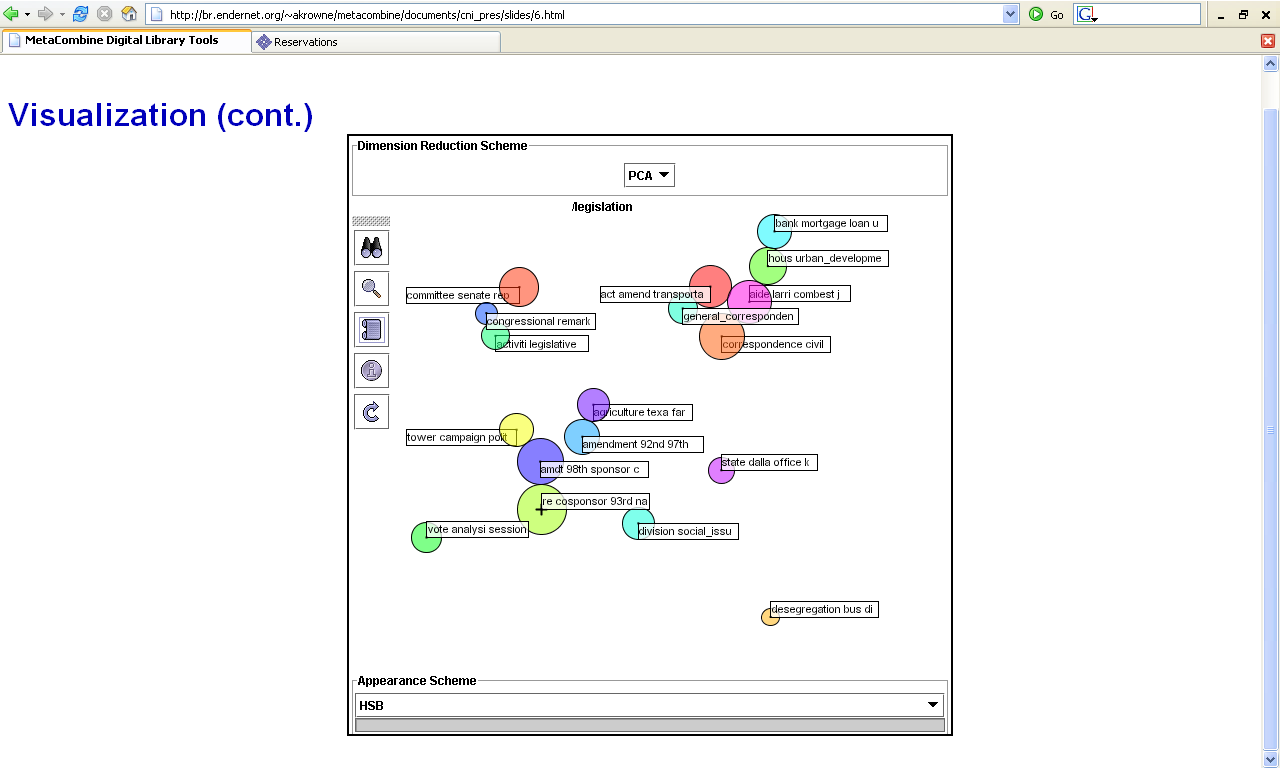 http://br.endernet.org/~akrowne/metacombine/documents/cni_pres/slides/6.html
Go
MetaCombine Digital Library Tools
Reservations
Visualization (cont.)
Dimension Reduction Scheme
PCA
/legislation
bank mortgage loan u
hous urban_developme
committee senate rep
act amend transporta
aide larri combest j
congressional remark
general_corresponden
activiti legislative
correspondence civil
agriculture texa far
tower campaign polit
amendment 92nd 97th
amdt 98th sponsor c
state dalla office k
re cosponsor 93rd na
vote analysi session
division social_issu
desegregation bus di
Appearance Scheme
HSB